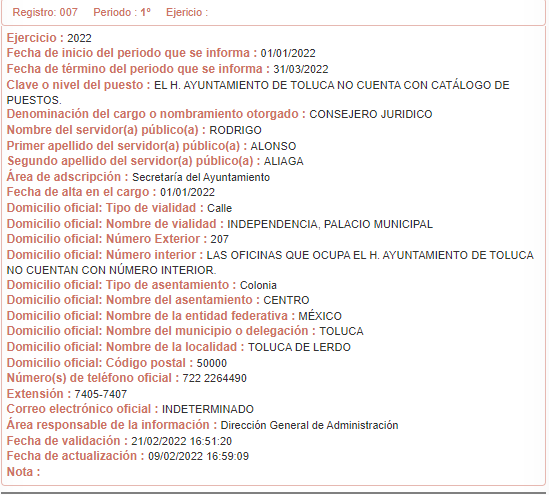 Registro: 007 Periodo : 1° Ejericio :
Ejercicio : 2022
Fecha de inicio del periodo que se informa : 01/01/2022
Fecha de término del periodo que se informa : 31/03/2022
Clave o nivel del puesto : EL H. AYUNTAMIENTO DE TOLUCA NO CUENTA CON CATÁLOGO DE
PUESTOS.
Denominación del cargo o nombramiento otorgado : CONSEJERO JURIDICO
Nombre del servidor(a) público(a) : RODRIGO
Primer apellido del servidor(a) público(a) : ALONSO
Segundo apellido del servidor(a) público(a) : ALIAGA
Área de adscripción : Secretaría del Ayuntamiento
Fecha de alta en el cargo : 01/01/2022
Domicilio oficial: Tipo de vialidad : Calle
Domicilio oficial: Nombre de vialidad : INDEPENDENCIA, PALACIO MUNICIPAL
Domicilio oficial: Número Exterior : 207
Domicilio oficial: Número interior : LAS OFICINAS QUE OCUPA EL H. AYUNTAMIENTO DE TOLUCA
NO CUENTAN CON NÚMERO INTERIOR.
Domicilio oficial: Tipo de asentamiento : Colonia
Domicilio oficial: Nombre del asentamiento : CENTRO
Domicilio oficial: Nombre de la entidad federativa : MÉXICO
Domicilio oficial: Nombre del municipio o delegación : TOLUCA
Domicilio oficial: Nombre de la localidad : TOLUCA DE LERDO
Domicilio oficial: Código postal : 50000
Número(s) de teléfono oficial : 722 2264490
Extensión : 7405-7407
Correo electrónico oficial : INDETERMINADO
Área responsable de la información : Dirección General de Administración
Fecha de validación : 21/02/2022 16:51:20
Fecha de actualización : 09/02/2022 16:59:09
Nota :